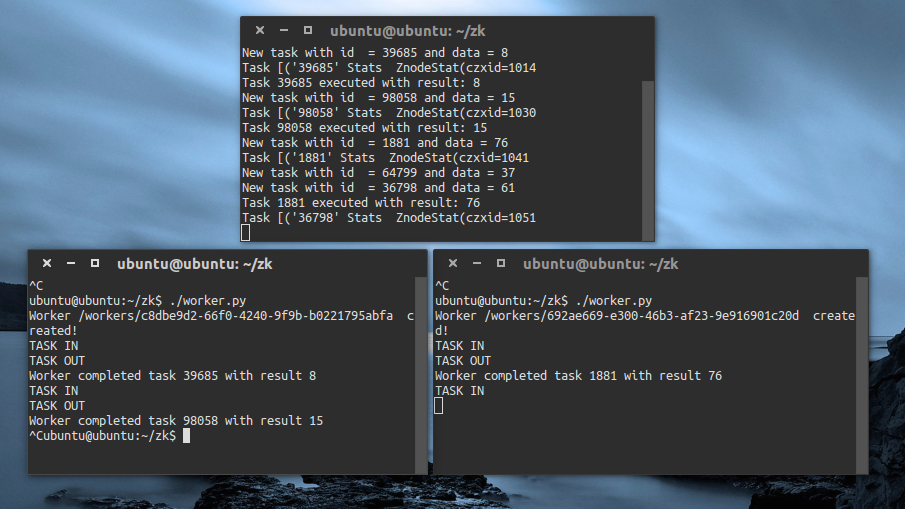 ubuntu@ubuntu: ~/zk
New task with id  = 39685 and data = 8
Task [('39685' Stats  ZnodeStat(czxid=1014
Task 39685 executed with result: 8
New task with id  = 98058 and data = 15
Task [('98058' Stats  ZnodeStat(czxid=1030
Task 98058 executed with result: 15
New task with id  = 1881 and data = 76
Task [('1881' Stats  ZnodeStat(czxid=1041
New task with id  = 64799 and data = 37
New task with id  = 36798 and data = 61
Task 1881 executed with result: 76
Task [('36798' Stats  ZnodeStat(czxid=1051
ubuntu@ubuntu: ~/zk
^C
ubuntu@ubuntu:~/zk$ ./worker.py
Worker /workers/c8dbe9d2-66f0-4240-9f9b-b0221795abfa  c
reated!
TASK IN
TASK OUT
Worker completed task 39685 with result 8
TASK IN
TASK OUT
Worker completed task 98058 with result 15
^Cubuntu@ubuntu:~/zk$
ubuntu@ubuntu: ~/zk
^C
ubuntu@ubuntu:~/zk$ ./worker.py
Worker /workers/692ae669-e300-46b3-af23-9e916901c20d  create
d!
TASK IN
TASK OUT
Worker completed task 1881 with result 76
TASK IN